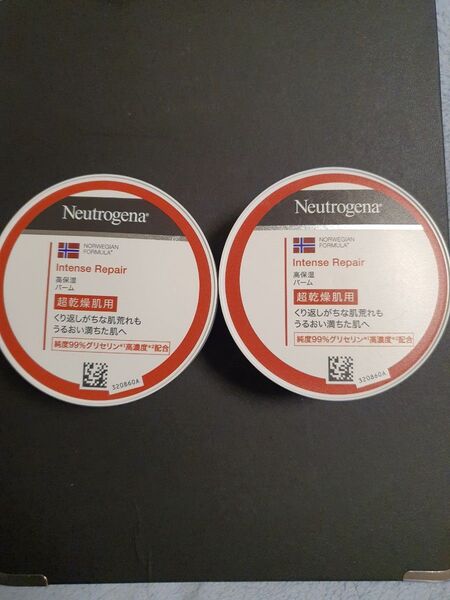 Neutrogena®
NORWEGIAN
FORMULA®
Intense Repair
高保湿
バーム
超乾燥肌用
くり返しがちな肌荒れも
うるおい満ちた肌へ
純度99%グリセリン*¹高濃度*²配合
320860A
Neutrogena®
NORWEGIAN
FORMULA®
Intense Repair
高保湿
バーム
超乾燥肌用
くり返しがちな肌荒れも
うるおい満ちた肌へ
純度99%グリセリン*¹高濃度*²配合
320860A